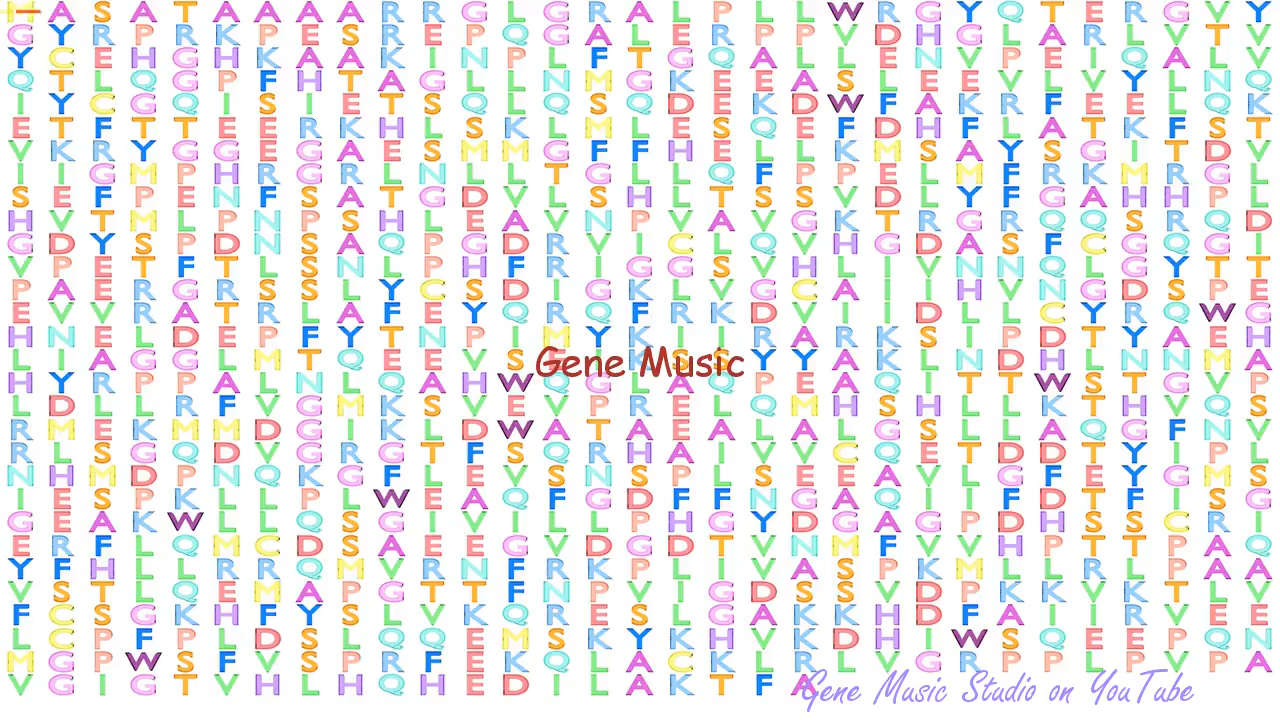 H A S A T A A A A R R G L G R A L P L L W R G Y Q T E R G V Y
G Y R P R K P E S R E P Q G A L E R P P V D H G L A R L V T V
Y C E H G H K A A K I N P L A T G Q A L L E N V P E I Q V P V
Q T L Q G P F H T A G L L N M G K E A L S L E E V L V Y L N Q
I Y C G Q I S I E T S Q L Q S Q D E K D W F A K R F E E L Q K
E T F T T E E R K H L S K L M L E S Q E F D H F L A T K F S T
V K R Y G G E G A E S M M G F F H E L L K M S A Y S G I T D V
I I G M P H R G R L N L L T G L L Q F P P E L M F R K M R G P
S E F P E N F S L T G D V L S H L T S S L D L Y F G A H H P L
H V T M L P N P S H L E A V N P V A V G K T R G R Q Q S R Q D
G D Y S P D N S A Q P G D R V I C L Q V H G D A S F C G Q G I
V P E T F T L S N L P H F R I G G S V H L I V N N Q L G Y T T
P A E R G R S S L Y C S D I G K L V G C A I I H V N G D S P E
E V V R A T S L A F E Y Q V Q F R K D V I I D L L C Y R Q W G
H N E L D E P F Y T N P I M Y K I I R A R K S I D Y T Y A E H
L I A G G L M T Q E E V S K S S Y Y A K I N D H L N N M A
Gene Music
H Y R P P A L N L Q A H W Q G L A Q P E A Q I T T W S T G V P
L D L L R F V G M K S V E V P R E L Q M H S H L L K T H V Q S
R M E K M M D G I K L D W A T A E A L A L G S L L A Q G F N P
R L S G Q D V I R G T F S Q R H A L V V C Q E T L D T Y I V S
N H M D P V Q K G F L E V S N S P L S E E A V L G F E Y P M L
I E S P K L L P L W E A Q F G D F F N G A G I L F D T F I S G
G E A K W L L Q S G I V I L L P H G Y D G A G P D H S S C R I
E R F L Q M C D S A E E G V D G D T V N M F V V H P T T P A Q
Y F H L L R R Q M V R N F R K P L I V A S P K M L L R L L A A
V S T L Q E M A P G T T F N P V I G D S S V D P K K V K P L V
F C S G K H F Y S L V K Q R E S L G A K K H D F A I I R V E E
L C P F P L D S L Q Q E M S K Y K H V K D H I W S Q E L P Q N
M G P W S F V S P R F E K Q L A C K L R L V G R P P L P V P A
V G I G T V H L H Q H E D I L A K T F A
Gene Music Studio on YouTube